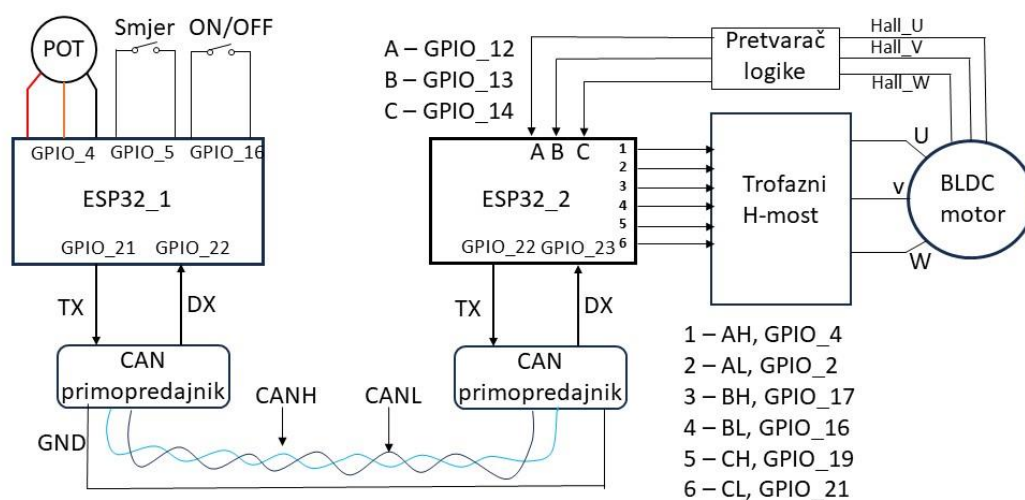 POT
Smjer
ON/OFF
GPIO_4
GPIO_5
GPIO_16
ESP32_1
GPIO_21
GPIO_22
TX
DX
CAN
primopredajnik
GND
CANH
CANL
A – GPIO_12
B – GPIO_13
C – GPIO_14
A B C
ESP32_2
1
2
3
4
5
6
GPIO_22
GPIO_23
TX
DX
CAN
primopredajnik
Pretvarač
logike
Hall_U
Hall_V
Hall_W
Trofazni
H-most
U
v
W
BLDC
motor
1 – AH, GPIO_4
2 – AL, GPIO_2
3 – BH, GPIO_17
4 – BL, GPIO_16
5 – CH, GPIO_19
6 – CL, GPIO_21